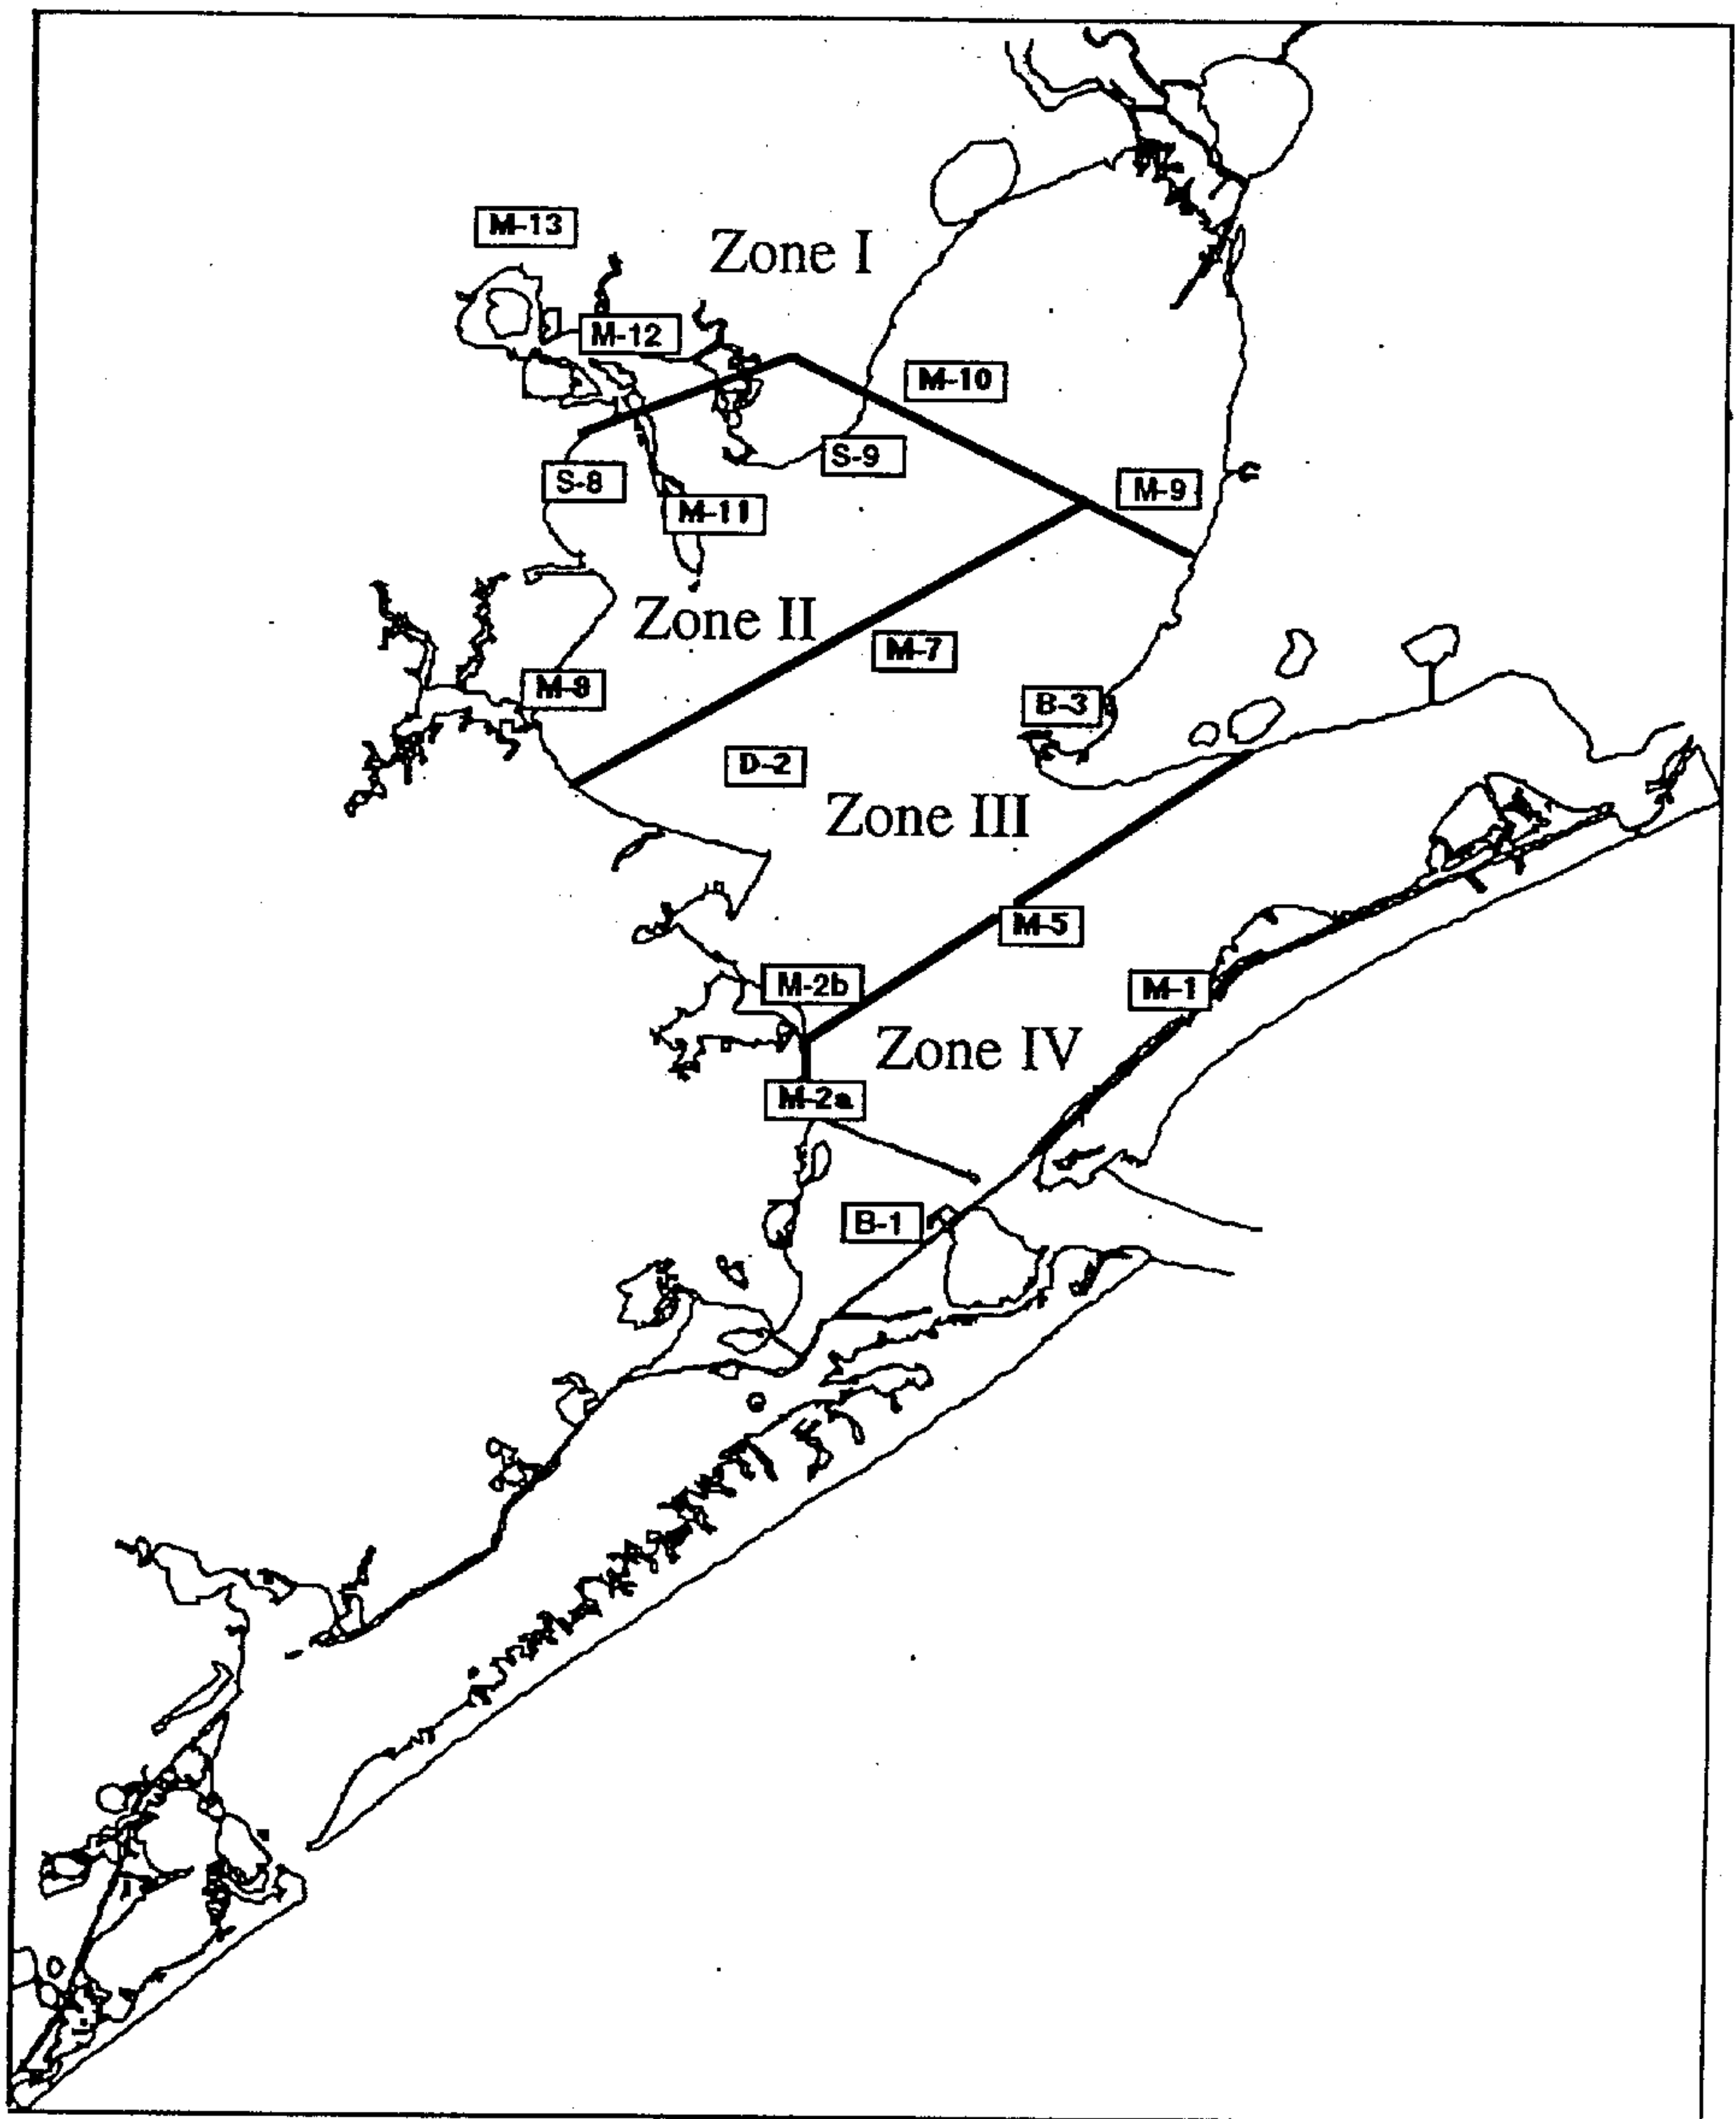 M-13
Zone I
M-12
M-10
S-9
S-8
M-9
M-11
Zone II
M-7
M-8
B-3
D-2
Zone III
M-5
M-2b
M-1
Zone IV
M-2a
B-1